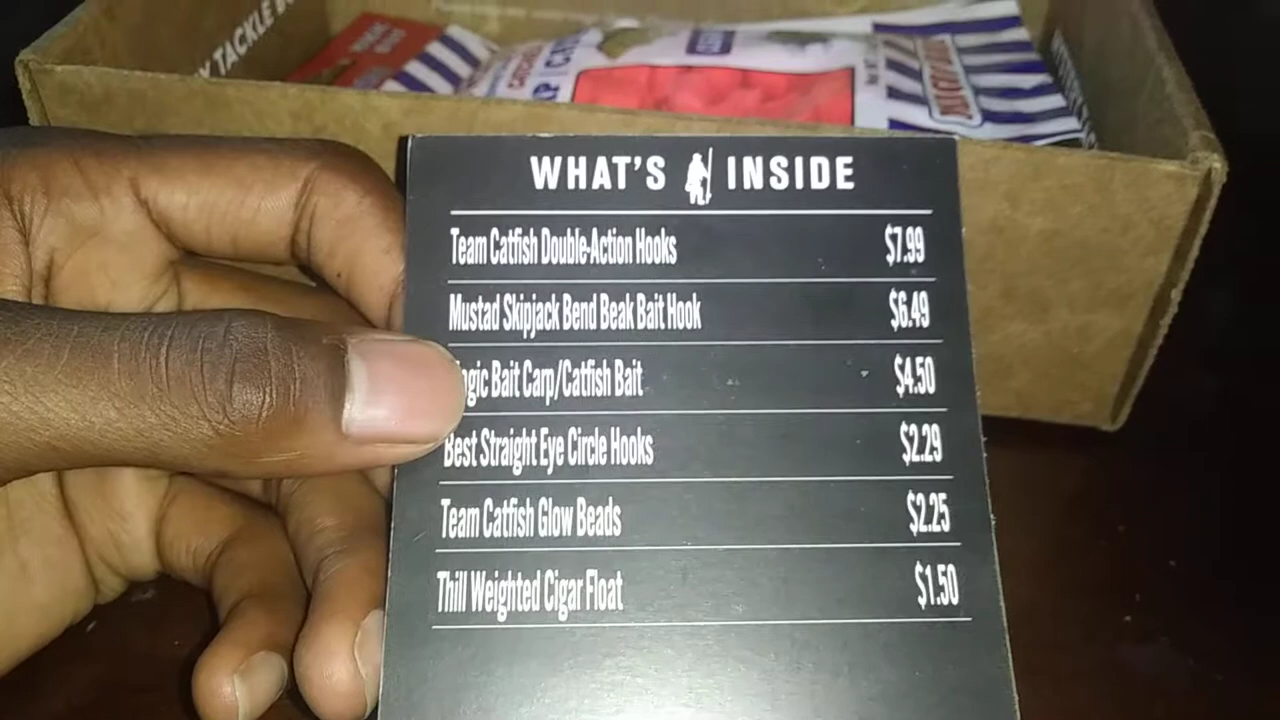 Y TACKLE B
WHAT'S INSIDE
Team Catfish Double-Action Hooks $7.99
Mustad Skipjack Bend Beak Bait Hook $6.49
agic Bait Carp/Catfish Bait $4.50
Best Straight Eye Circle Hooks $2.29
Team Catfish Glow Beads $2.25
Thill Weighted Cigar Float $1.50